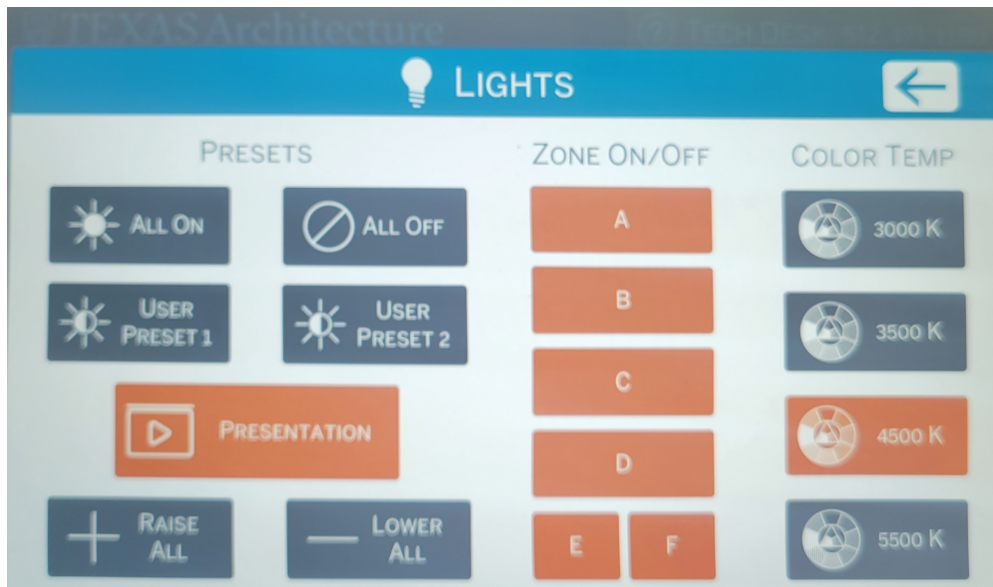 TEXAS Architecture
LIGHTS
PRESETS
ZONE ON/OFF
COLOR TEMP
ALL ON
ALL OFF
USER
PRESET 1
USER
PRESET 2
PRESENTATION
RAISE
ALL
LOWER
ALL
A
B
C
D
E
F
3000 K
3500 K
4500 K
5500 K